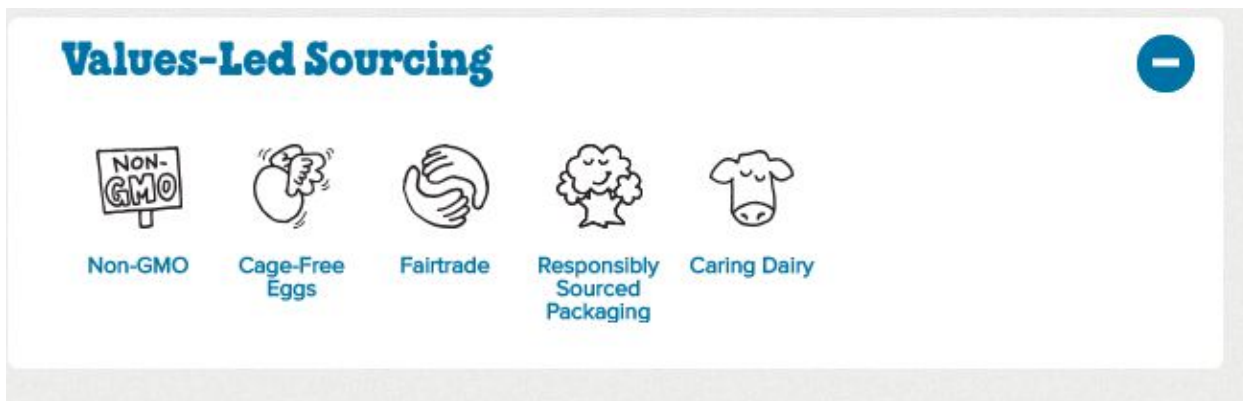 Values-Led Sourcing
NON-
GMO
Non-GMO
Cage-Free
Eggs
Fairtrade
Responsibly
Sourced
Packaging
Caring Dairy